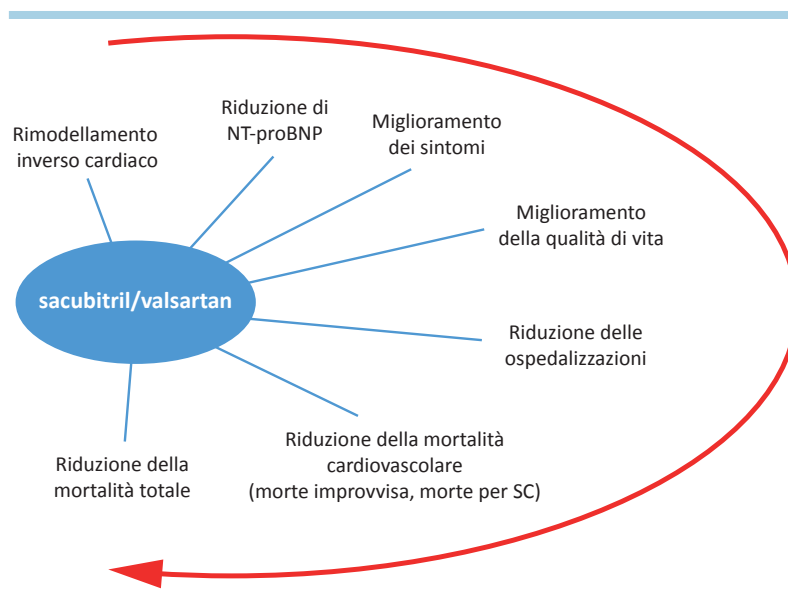 Rimodellamento
inverso cardiaco
Riduzione di
NT-proBNP
Miglioramento
dei sintomi
Miglioramento
della qualità di vita
sacubitril/valsartan
Riduzione delle
ospedalizzazioni
Riduzione della mortalità
cardiovascolare
(morte improvvisa, morte per SC)
Riduzione della
mortalità totale